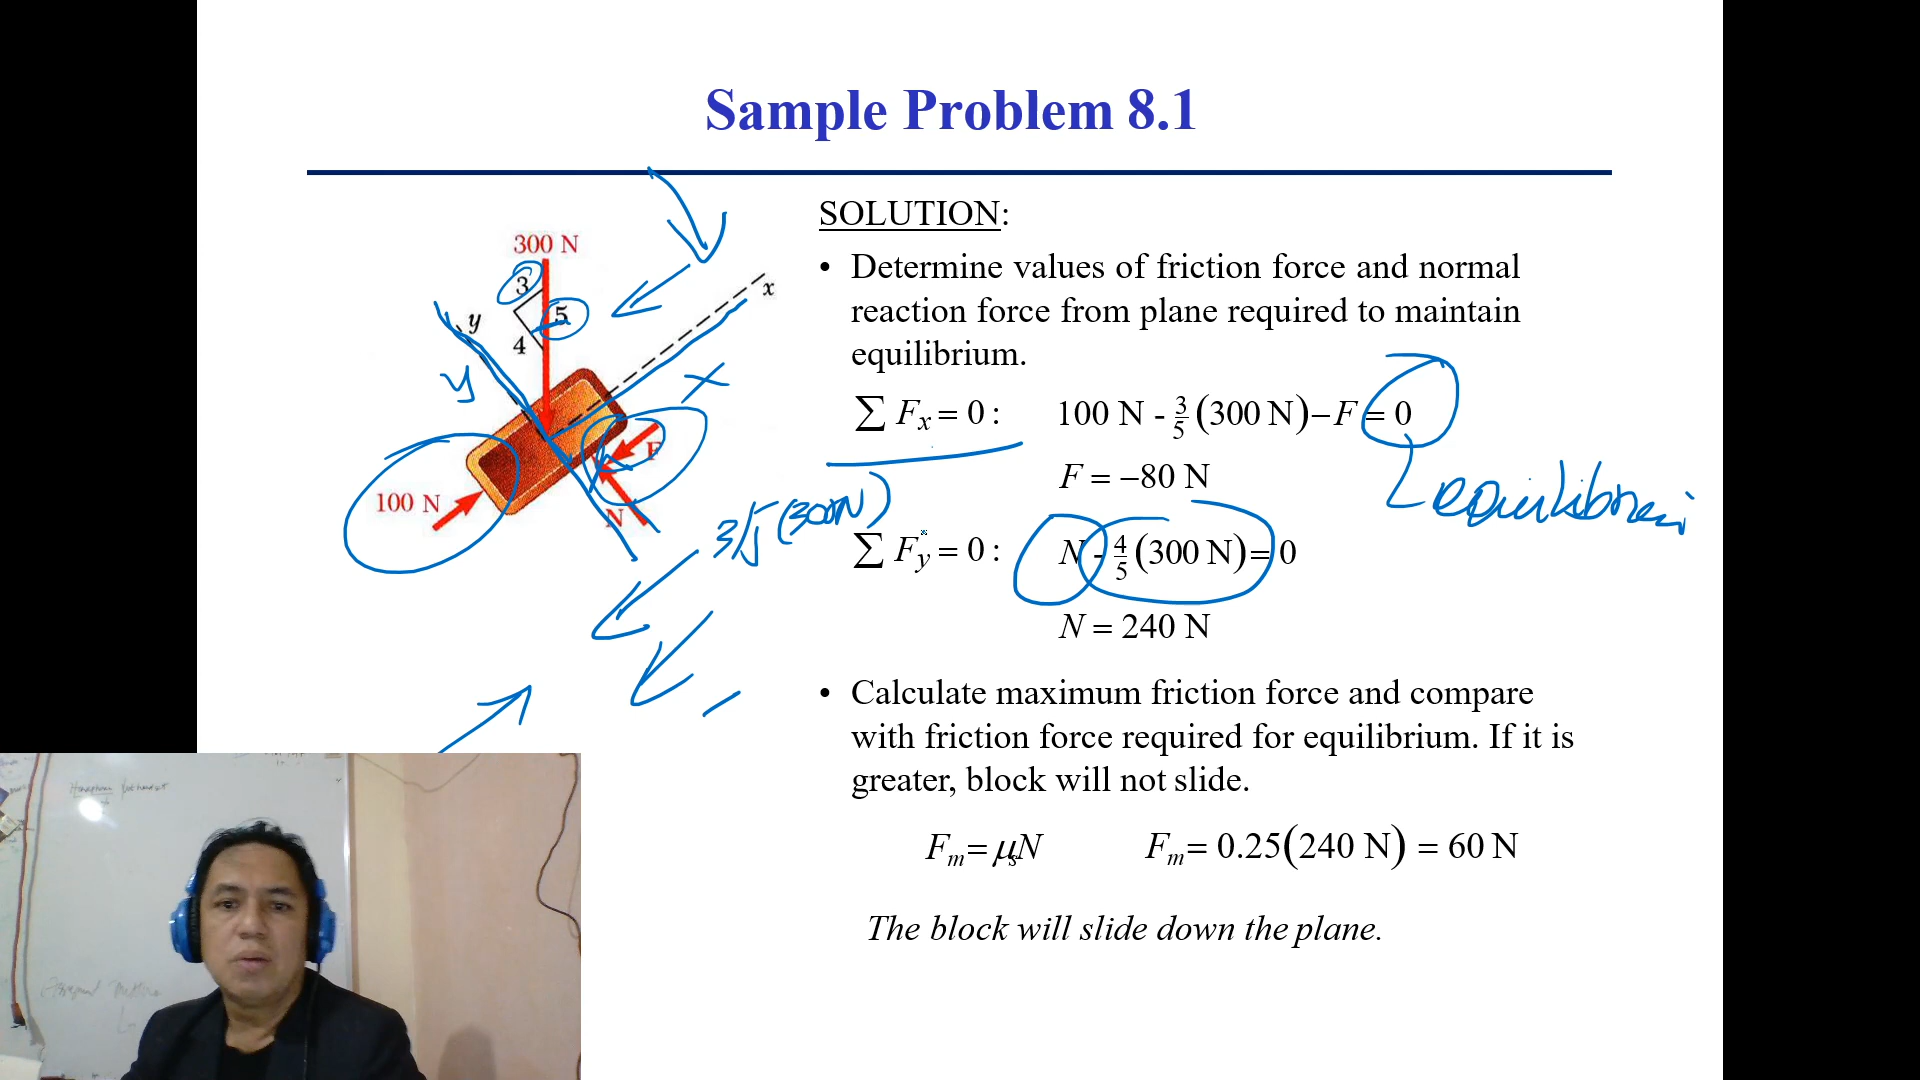 Sample Problem 8.1
SOLUTION:
• Determine values of friction force and normal
reaction force from plane required to maintain
equilibrium.
∑ Fx = 0 :    100 N - 3/5 (300 N) – F = 0
F = –80 N
∑ Fy = 0 :    N - 4/5 (300 N) = 0
N = 240 N
• Calculate maximum friction force and compare
with friction force required for equilibrium. If it is
greater, block will not slide.
Fm = μsN    Fm = 0.25(240 N) = 60 N
The block will slide down the plane.
300 N
3
5
4
y
x
y
x
100 N
F
N
3/5 (300N)